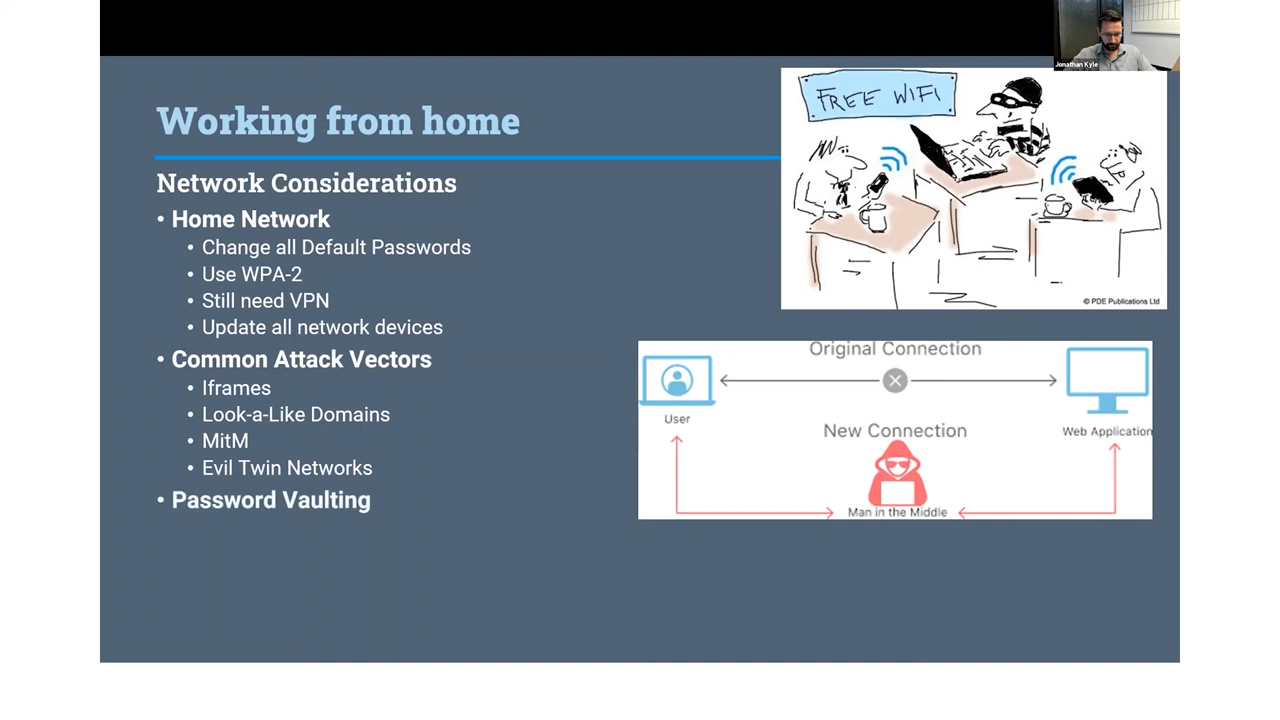 Jonathan Kyle
Working from home
Network Considerations
• Home Network
• Change all Default Passwords
• Use WPA-2
• Still need VPN
• Update all network devices
• Common Attack Vectors
• Iframes
• Look-a-Like Domains
• MitM
• Evil Twin Networks
• Password Vaulting
FREE WIFI
© PDE Publications Ltd
Original Connection
User
Web Application
New Connection
Man in the Middle